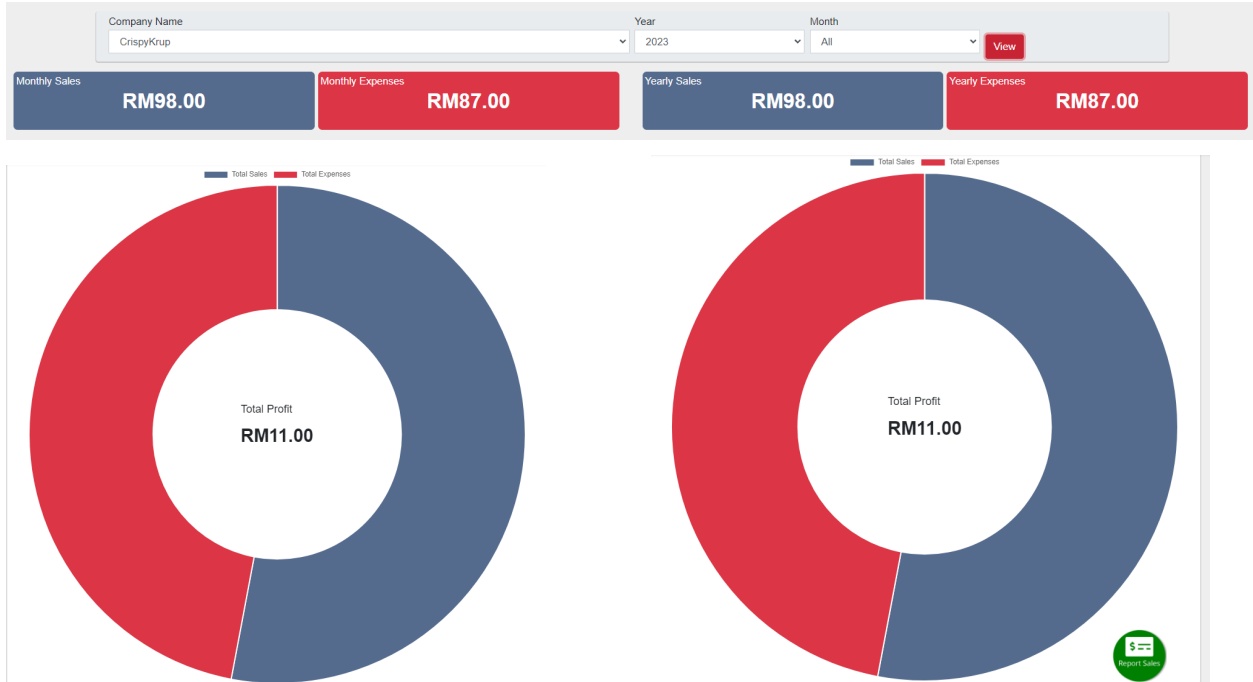 Company Name Year Month
CrispyKrup 2023 All View
Monthly Sales Monthly Expenses Yearly Sales Yearly Expenses
RM98.00 RM87.00 RM98.00 RM87.00
Total Sales Total Expenses
Total Profit
RM11.00
Total Sales Total Expenses
Total Profit
RM11.00
$
Report Sales